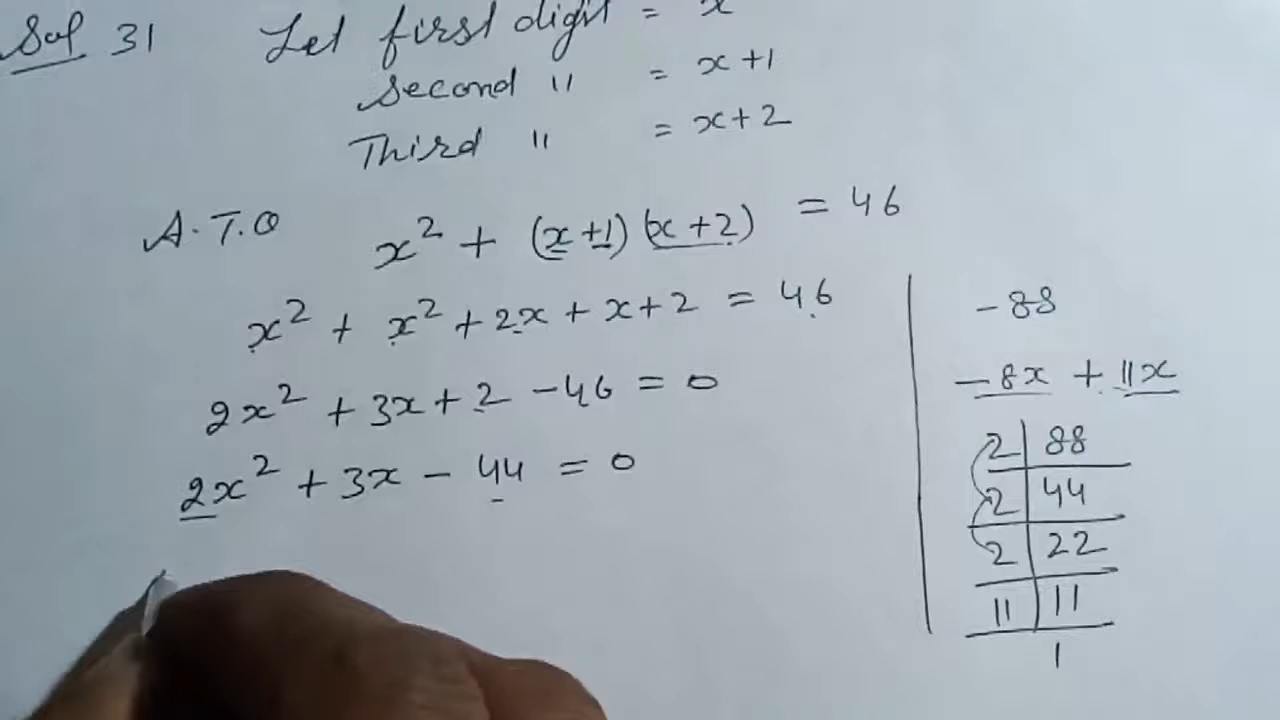 Sol 31 Let first digit = x
Second " = x+1
Third " = x+2
A.T.Q x² + (x+1) (x+2) = 46
x² + x² + 2x + x + 2 = 46
2x² + 3x + 2 - 46 = 0
2x² + 3x - 44 = 0
-88
-8x + 11x
2 | 88
2 | 44
2 | 22
11 | 11
1